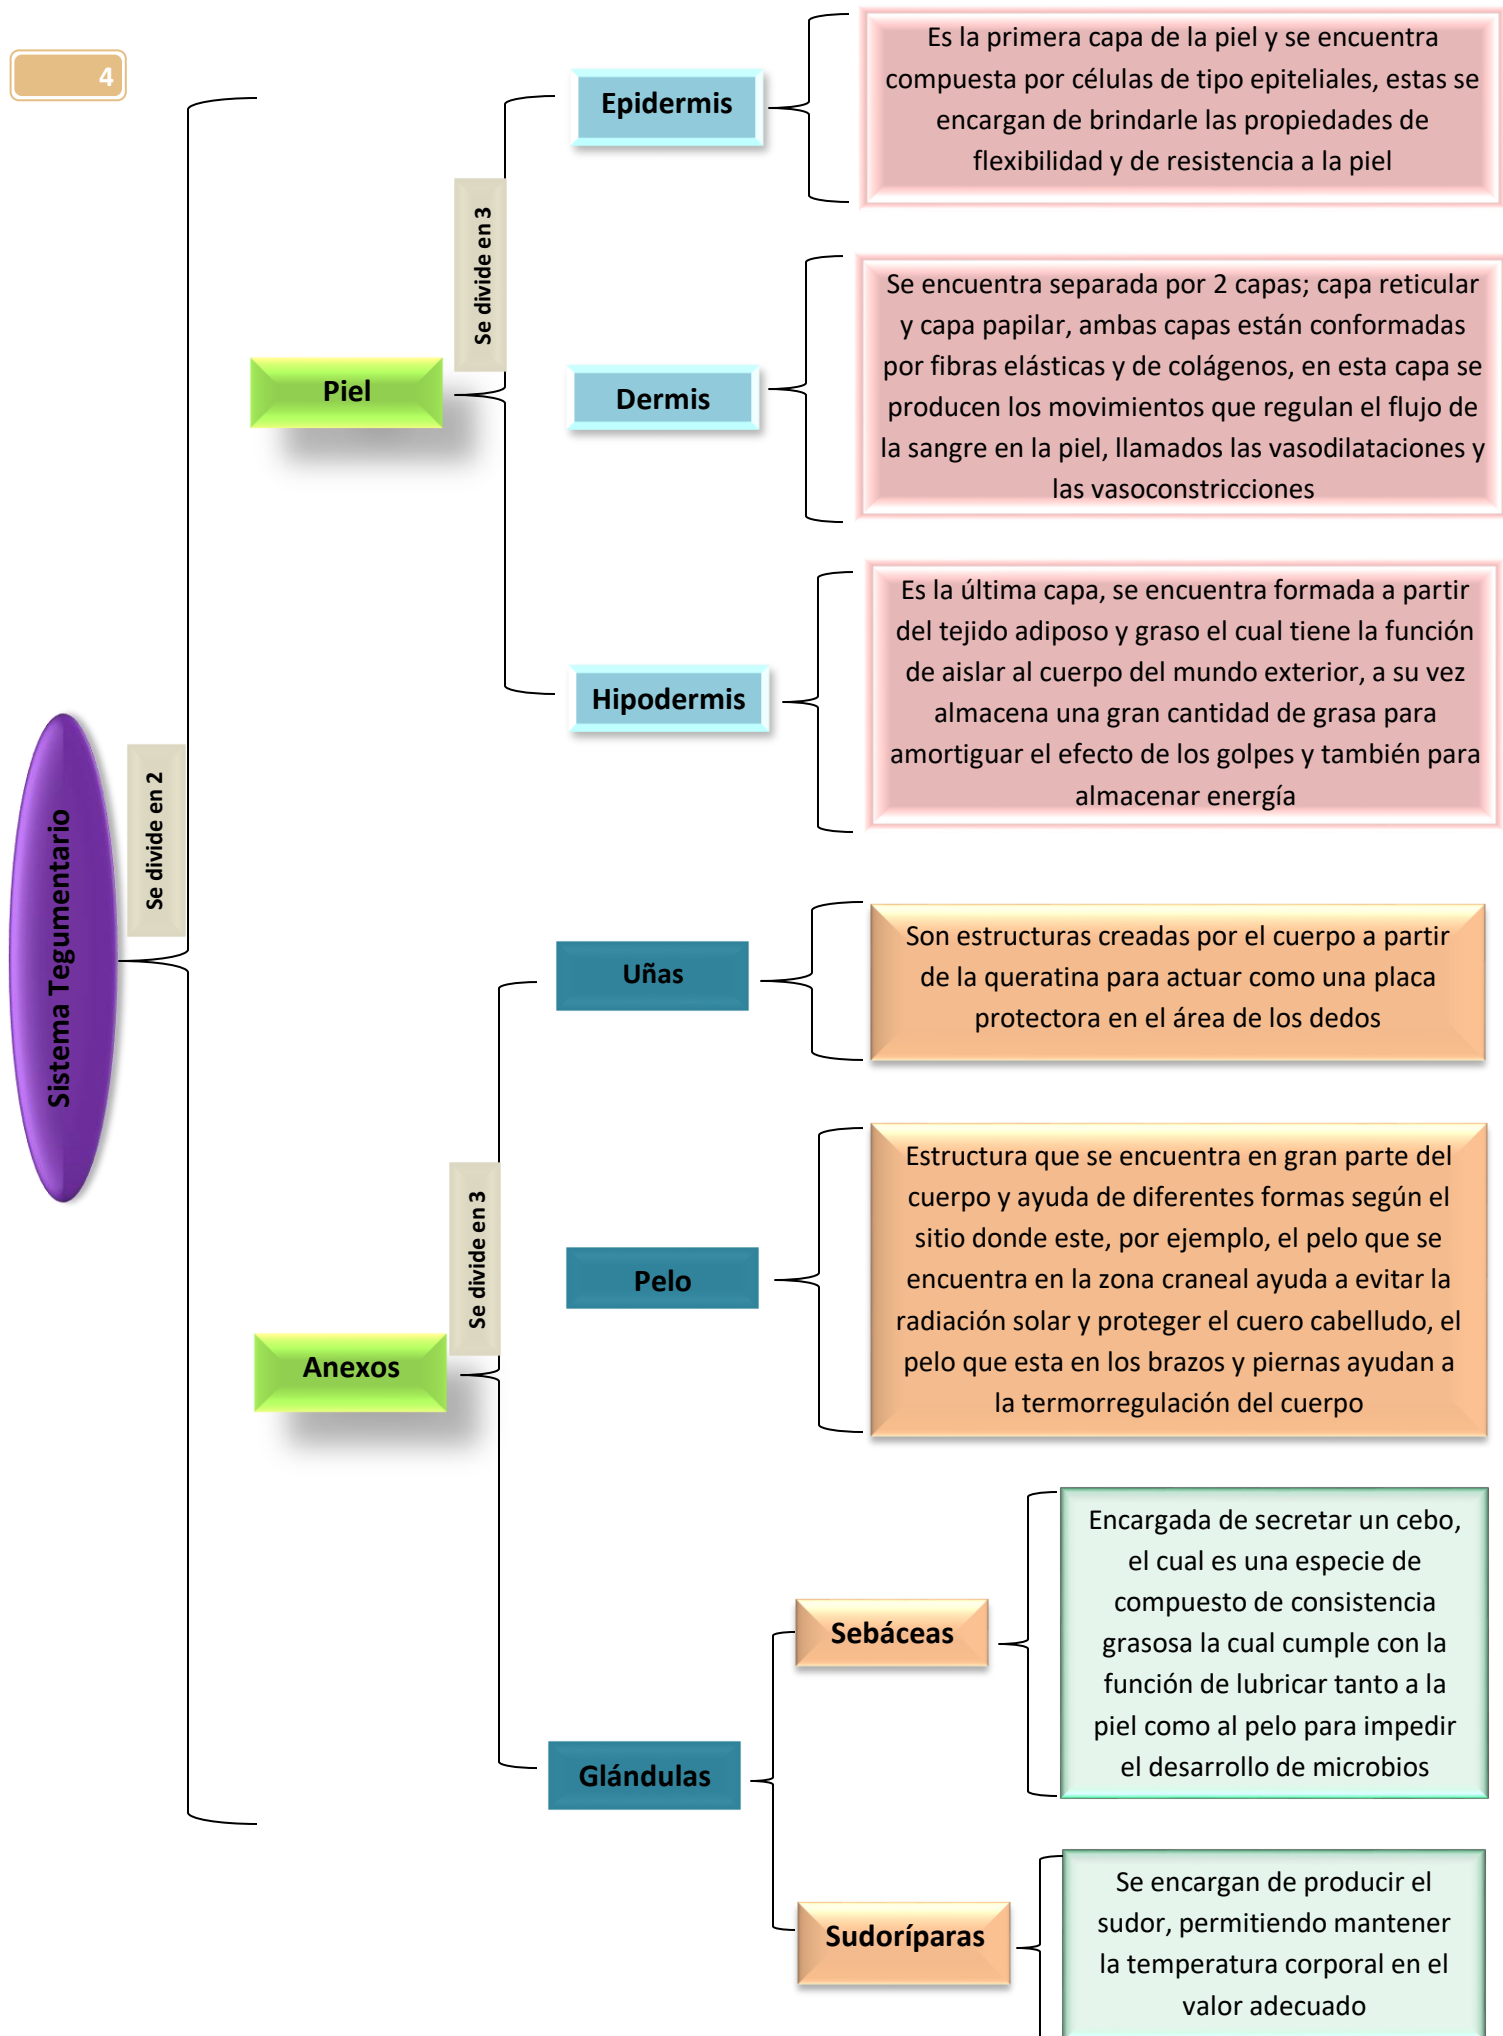 4
Sistema Tegumentario
Se divide en 2
Piel
Se divide en 3
Epidermis
Es la primera capa de la piel y se encuentra
compuesta por células de tipo epiteliales, estas se
encargan de brindarle las propiedades de
flexibilidad y de resistencia a la piel
Dermis
Se encuentra separada por 2 capas; capa reticular
y capa papilar, ambas capas están conformadas
por fibras elásticas y de colágenos, en esta capa se
producen los movimientos que regulan el flujo de
la sangre en la piel, llamados las vasodilataciones y
las vasoconstricciones
Hipodermis
Es la última capa, se encuentra formada a partir
del tejido adiposo y graso el cual tiene la función
de aislar al cuerpo del mundo exterior, a su vez
almacena una gran cantidad de grasa para
amortiguar el efecto de los golpes y también para
almacenar energía
Anexos
Se divide en 3
Uñas
Son estructuras creadas por el cuerpo a partir
de la queratina para actuar como una placa
protectora en el área de los dedos
Pelo
Estructura que se encuentra en gran parte del
cuerpo y ayuda de diferentes formas según el
sitio donde este, por ejemplo, el pelo que se
encuentra en la zona craneal ayuda a evitar la
radiación solar y proteger el cuero cabelludo, el
pelo que esta en los brazos y piernas ayudan a
la termorregulación del cuerpo
Glándulas
Sebáceas
Encargada de secretar un cebo,
el cual es una especie de
compuesto de consistencia
grasosa la cual cumple con la
función de lubricar tanto a la
piel como al pelo para impedir
el desarrollo de microbios
Sudoríparas
Se encargan de producir el
sudor, permitiendo mantener
la temperatura corporal en el
valor adecuado